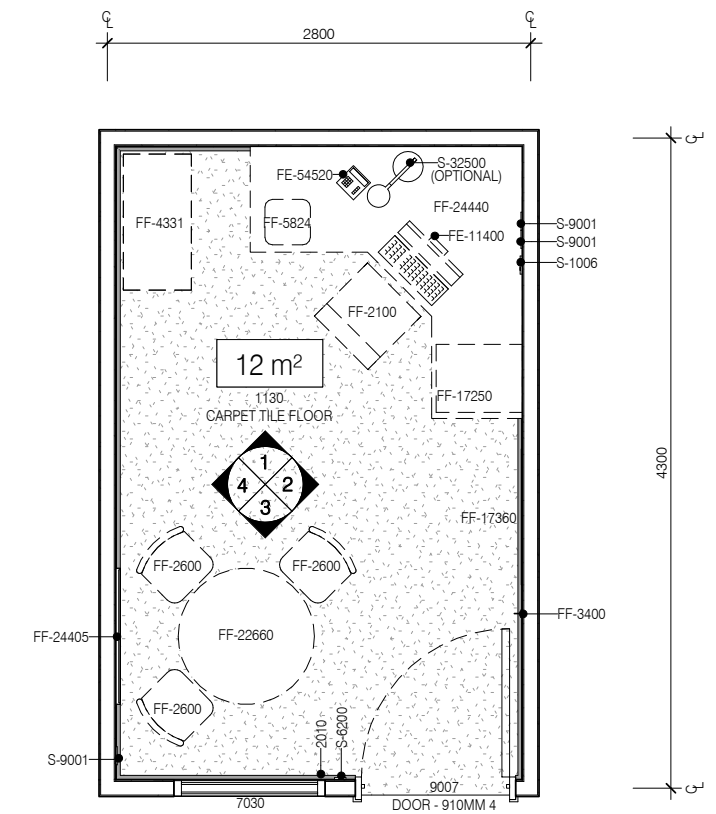 ℄
℄
2800
℄
FE-54520
S-32500
(OPTIONAL)
FF-24440
FF-4331
FF-5824
FE-11400
S-9001
S-9001
S-1006
FF-2100
12 m²
1130
CARPET TILE FLOOR
FF-17250
1
4
2
3
4300
FF-17360
FF-2600
FF-2600
FF-3400
FF-24405
FF-22660
FF-2600
2010
S-6200
S-9001
7030
9007
DOOR - 910MM 4
℄